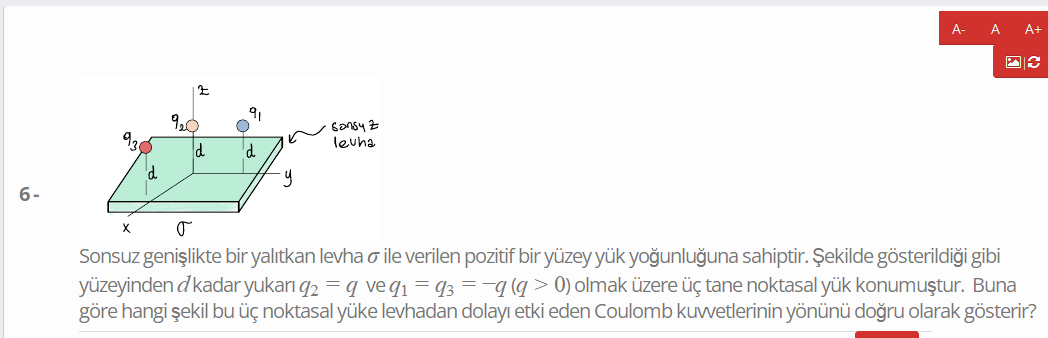 A- A A+
z
q₂ q₁
q₃
sonsuz
levha
d d
d
y
6-
x σ
Sonsuz genişlikte bir yalıtkan levha σ ile verilen pozitif bir yüzey yük yoğunluğuna sahiptir. Şekilde gösterildiği gibi
yüzeyinden d kadar yukarı q₂ = q ve q₁ = q₃ = −q (q > 0) olmak üzere üç tane noktasal yük konumuştur. Buna
göre hangi şekil bu üç noktasal yüke levhadan dolayı etki eden Coulomb kuvvetlerinin yönünü doğru olarak gösterir?